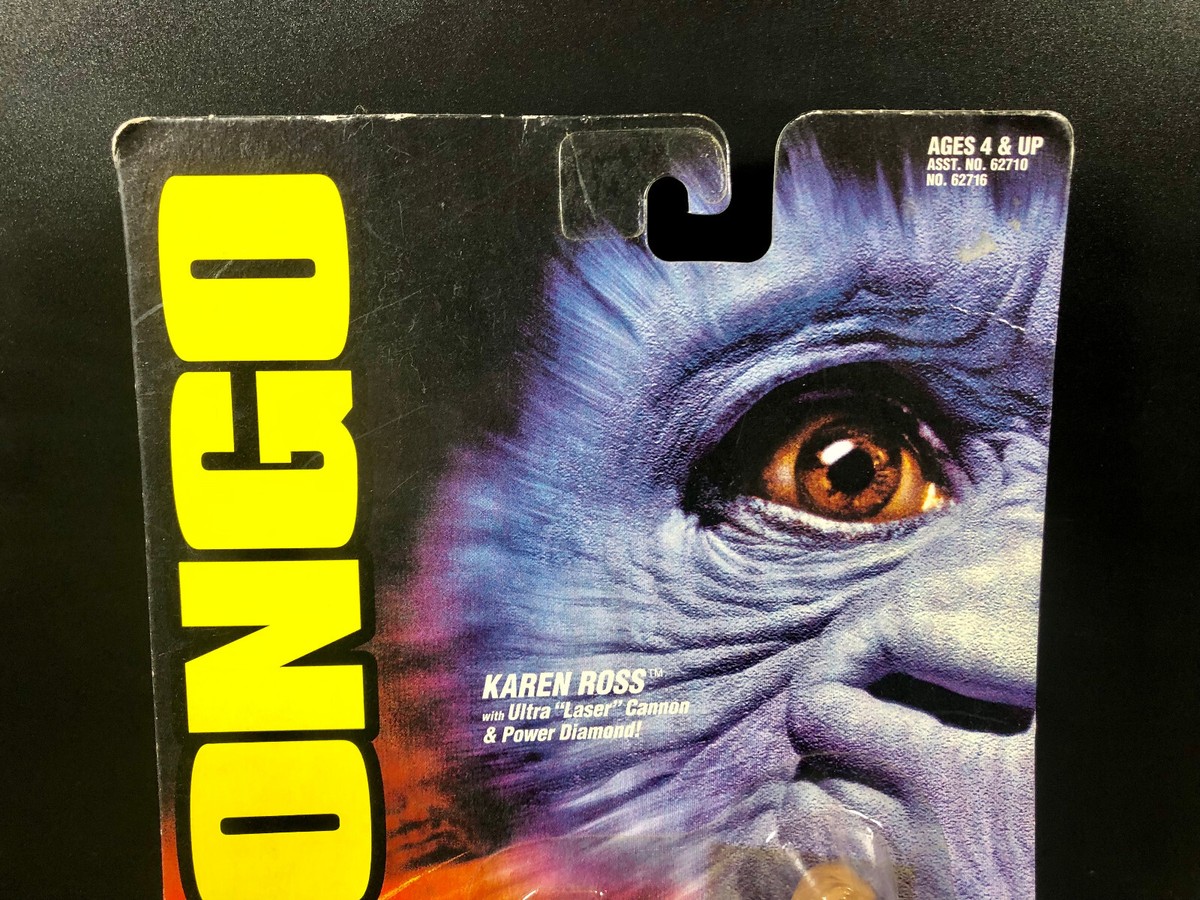 AGES 4 & UP
ASST. NO. 62710
NO. 62716
ONGO
KAREN ROSS™
with Ultra "Laser" Cannon
& Power Diamond!